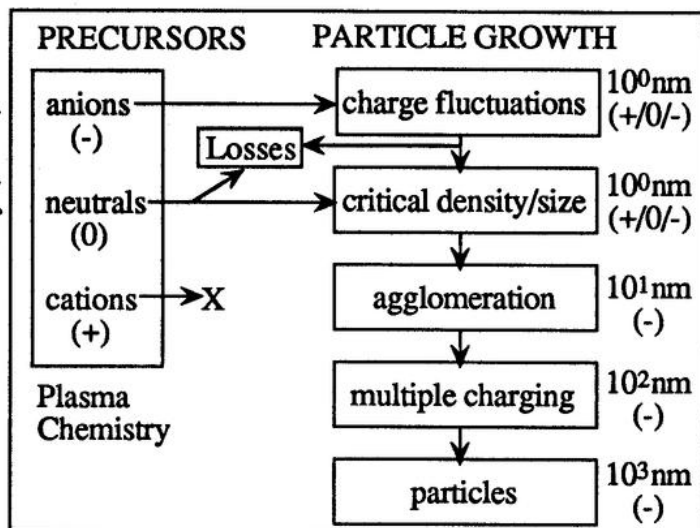 PRECURSORS
PARTICLE GROWTH
anions
(-)
neutrals
(0)
cations
(+)
X
Plasma
Chemistry
Losses
charge fluctuations
10⁰nm
(+/0/-)
critical density/size
10⁰nm
(+/0/-)
agglomeration
10¹nm
(-)
multiple charging
10²nm
(-)
particles
10³nm
(-)